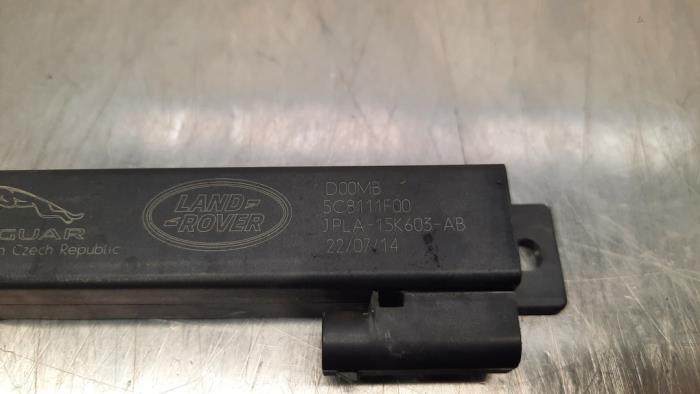 GUAR
n Czech Republic
LAND
ROVER
D00MB
5C8111F00
JPLA-15K603-AB
22/07/14